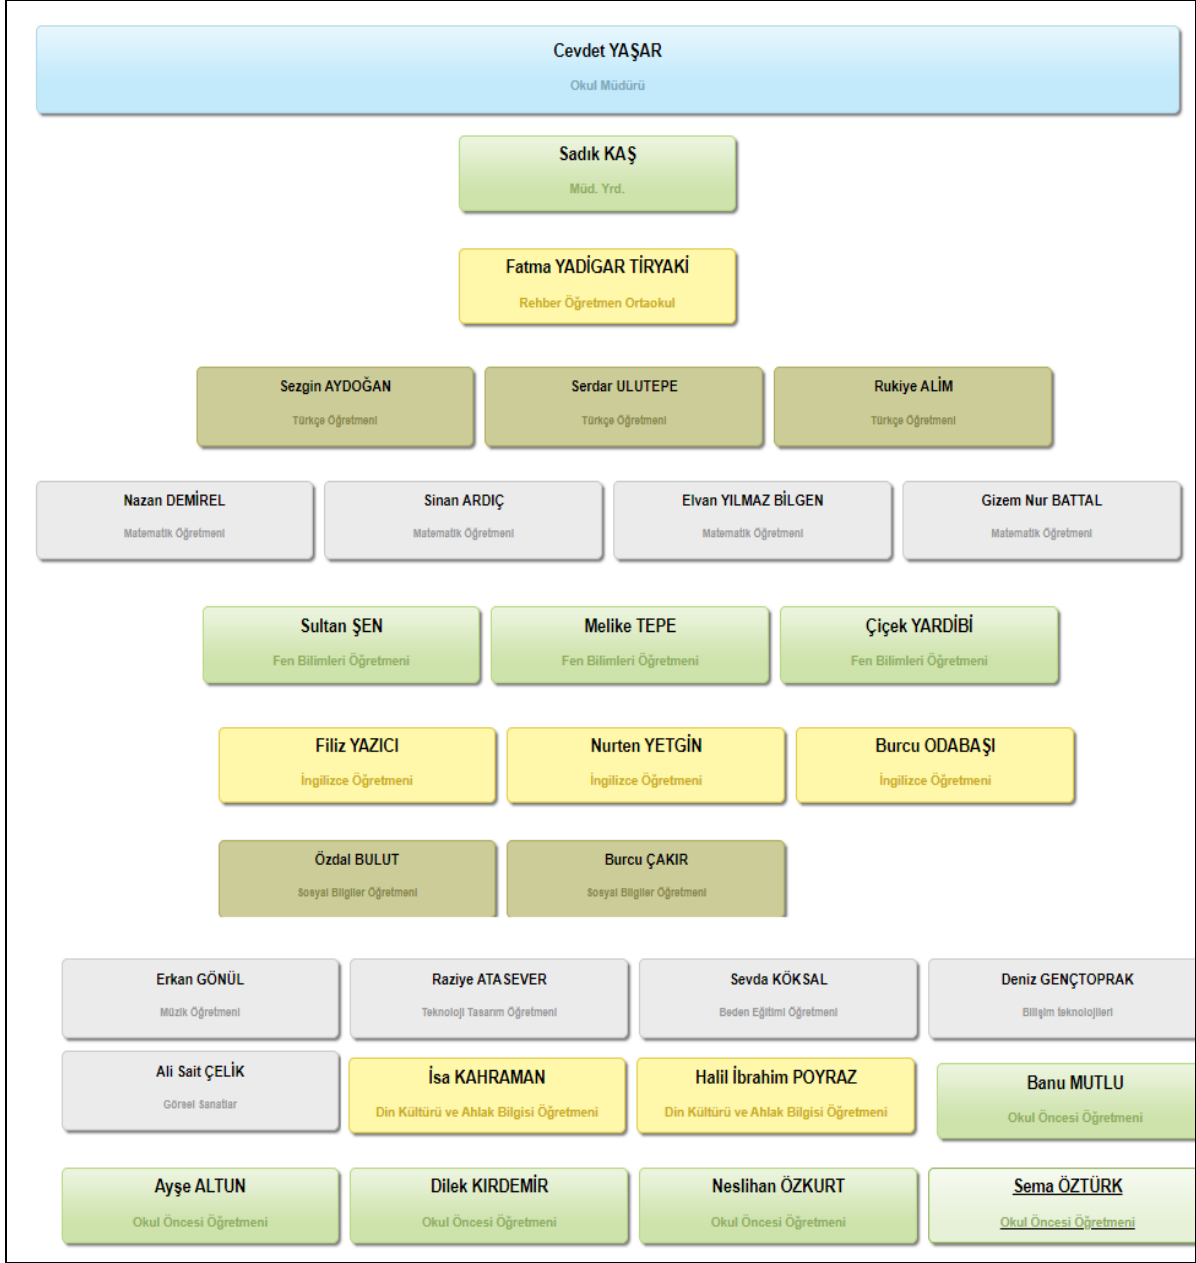 Cevdet YAŞAR
Okul Müdürü
Sadık KAŞ
Müd. Yrd.
Fatma YADİGAR TİRYAKİ
Rehber Öğretmen Ortaokul
Sezgin AYDOĞAN
Türkçe Öğretmeni
Serdar ULUTEPE
Türkçe Öğretmeni
Rukiye ALİM
Türkçe Öğretmeni
Nazan DEMİREL
Matematik Öğretmeni
Sinan ARDIÇ
Matematik Öğretmeni
Elvan YILMAZ BİLGEN
Matematik Öğretmeni
Gizem Nur BATTAL
Matematik Öğretmeni
Sultan ŞEN
Fen Bilimleri Öğretmeni
Melike TEPE
Fen Bilimleri Öğretmeni
Çiçek YARDİBİ
Fen Bilimleri Öğretmeni
Filiz YAZICI
İngilizce Öğretmeni
Nurten YETGİN
İngilizce Öğretmeni
Burcu ODABAŞI
İngilizce Öğretmeni
Özdal BULUT
Sosyal Bilgiler Öğretmeni
Burcu ÇAKIR
Sosyal Bilgiler Öğretmeni
Erkan GÖNÜL
Müzik Öğretmeni
Raziye ATASEVER
Teknoloji Tasarım Öğretmeni
Sevda KÖKSAL
Beden Eğitimi Öğretmeni
Deniz GENÇTOPRAK
Bilişim teknolojileri
Ali Sait ÇELİK
Görsel Sanatlar
İsa KAHRAMAN
Din Kültürü ve Ahlak Bilgisi Öğretmeni
Halil İbrahim POYRAZ
Din Kültürü ve Ahlak Bilgisi Öğretmeni
Banu MUTLU
Okul Öncesi Öğretmeni
Ayşe ALTUN
Okul Öncesi Öğretmeni
Dilek KIRDEMİR
Okul Öncesi Öğretmeni
Neslihan ÖZKURT
Okul Öncesi Öğretmeni
Sema ÖZTÜRK
Okul Öncesi Öğretmeni